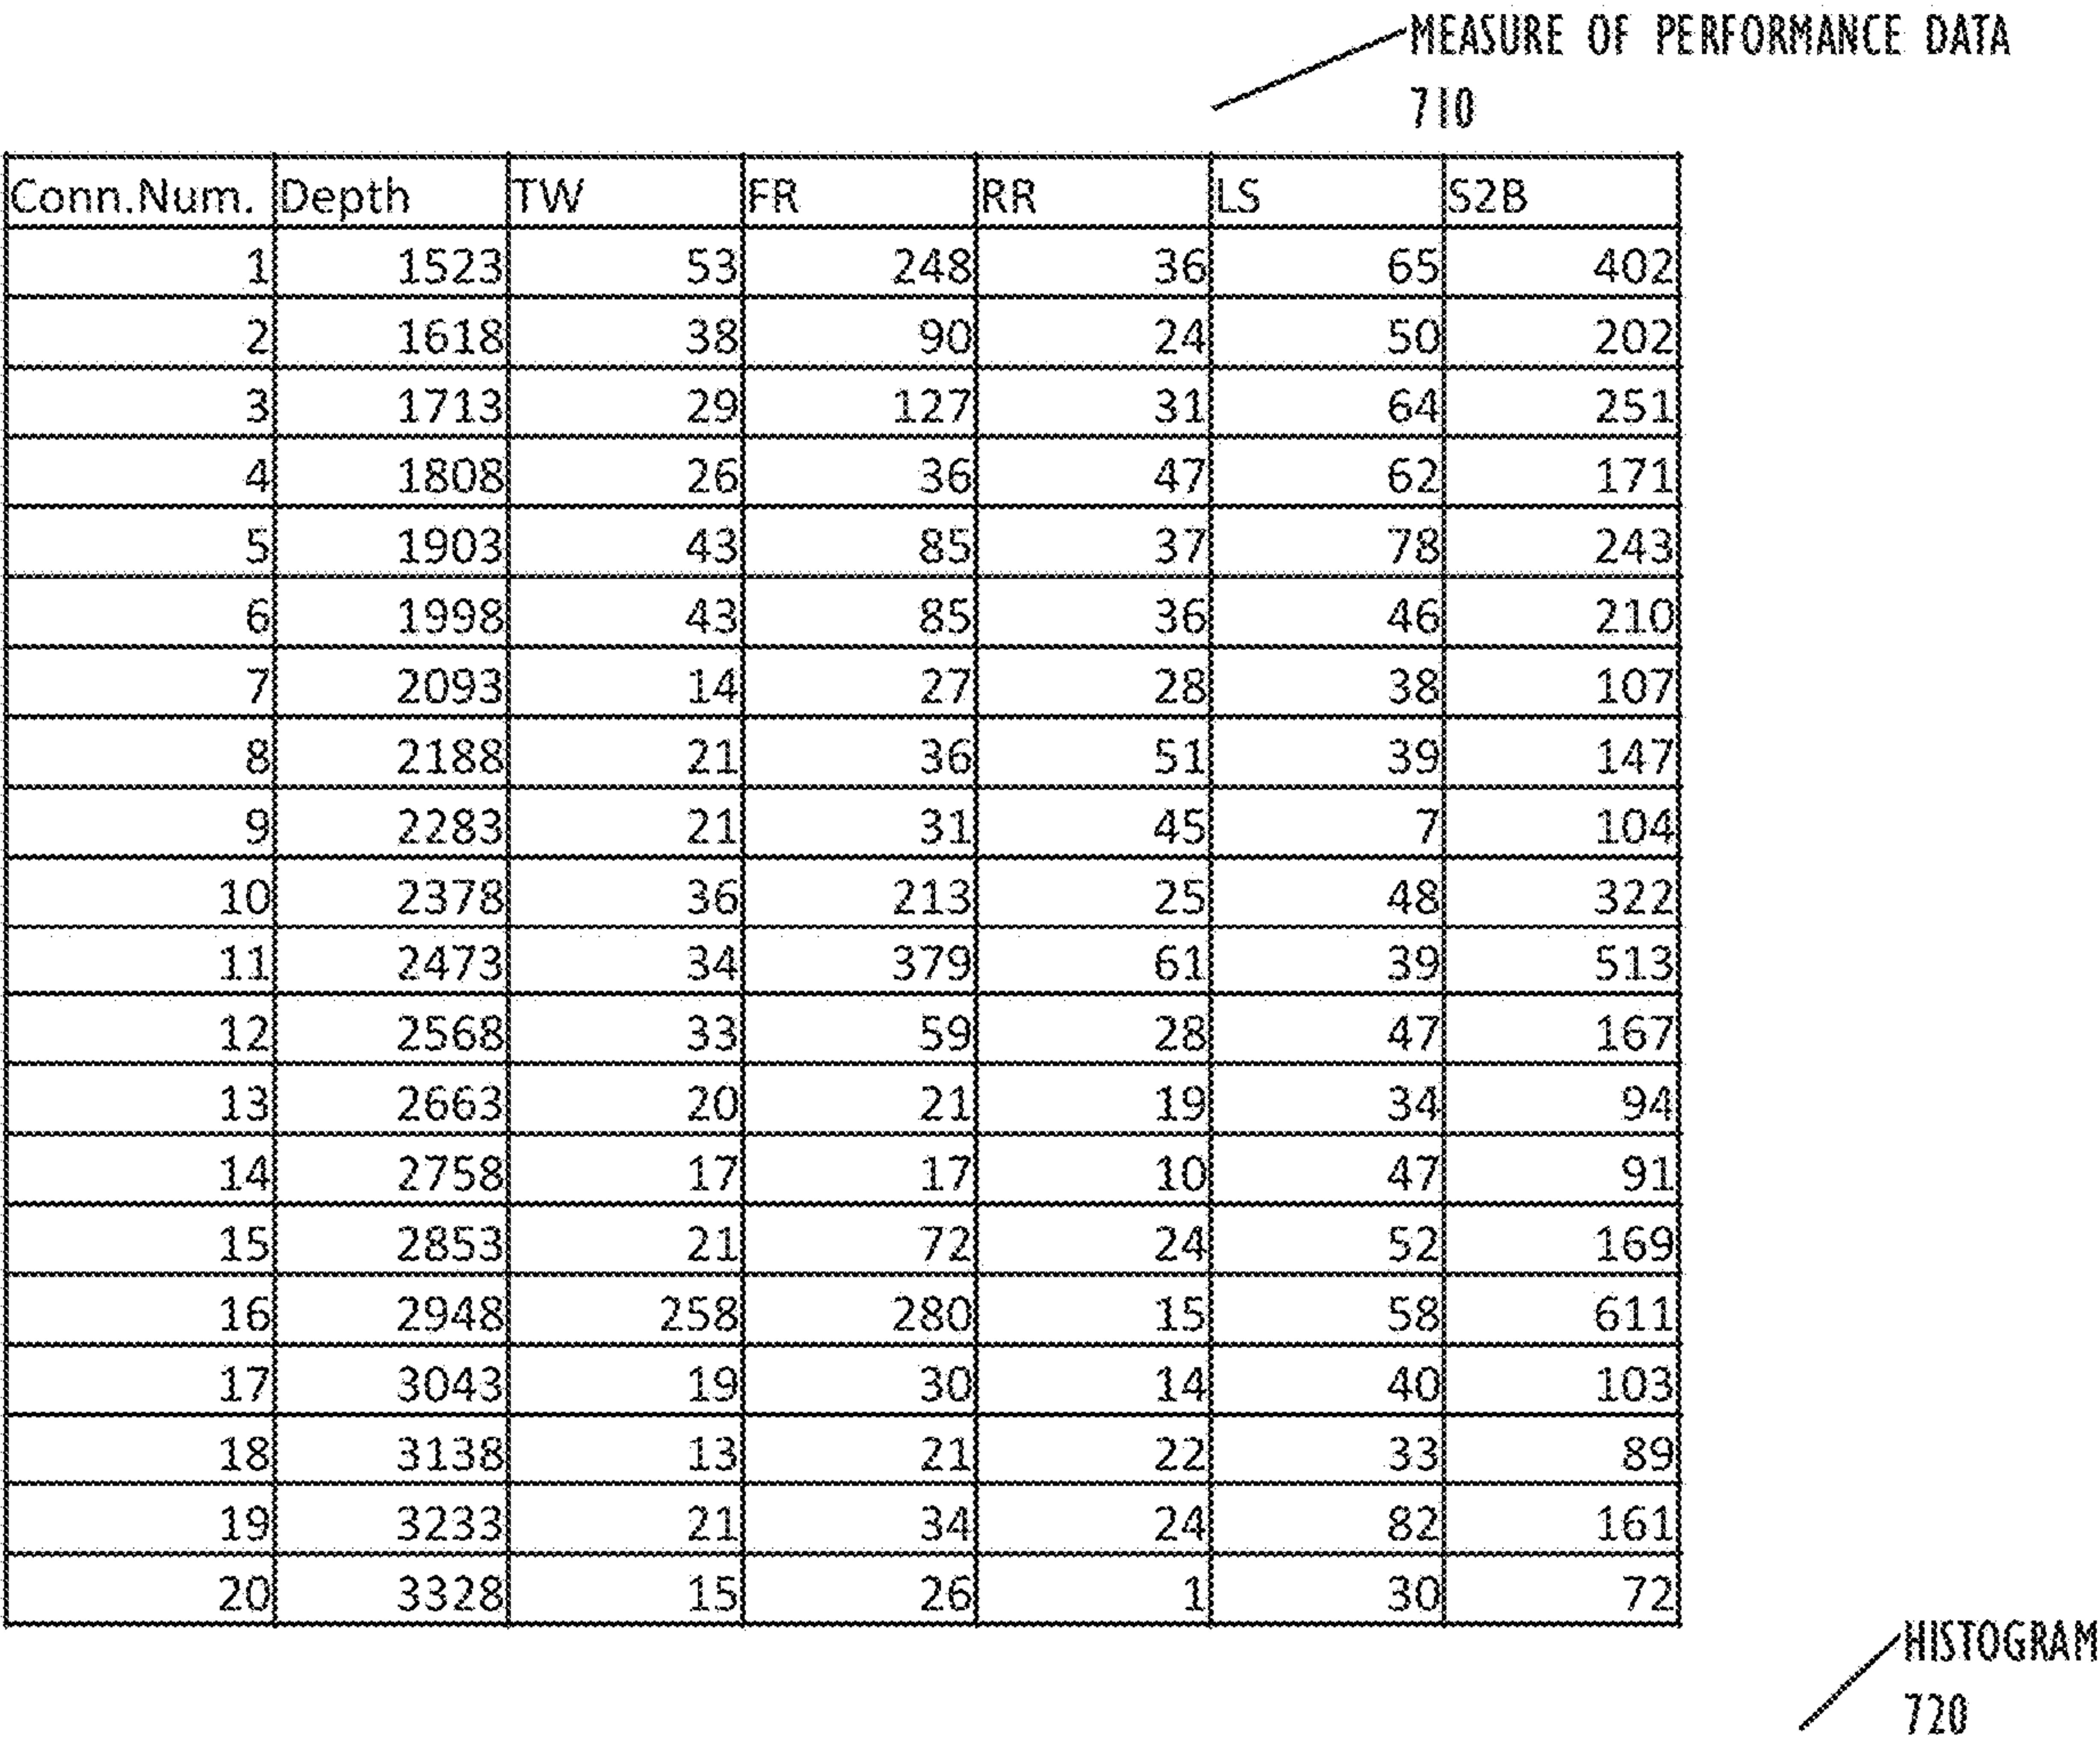 MEASURE OF PERFORMANCE DATA
710
Conn.Num. Depth TW FR RR LS S2B
1 1523 53 248 36 65 402
2 1618 38 90 24 50 202
3 1713 29 127 31 64 251
4 1808 26 36 47 62 171
5 1903 43 85 37 78 243
6 1998 43 85 36 46 210
7 2093 14 27 28 38 107
8 2188 21 36 51 39 147
9 2283 21 31 45 7 104
10 2378 36 213 25 48 322
11 2473 34 379 61 39 513
12 2568 33 59 28 47 167
13 2663 20 21 19 34 94
14 2758 17 17 10 47 91
15 2853 21 72 24 52 169
16 2948 258 280 15 58 611
17 3043 19 30 14 40 103
18 3138 13 21 22 33 89
19 3233 21 34 24 82 161
20 3328 15 26 1 30 72
HISTOGRAM
720